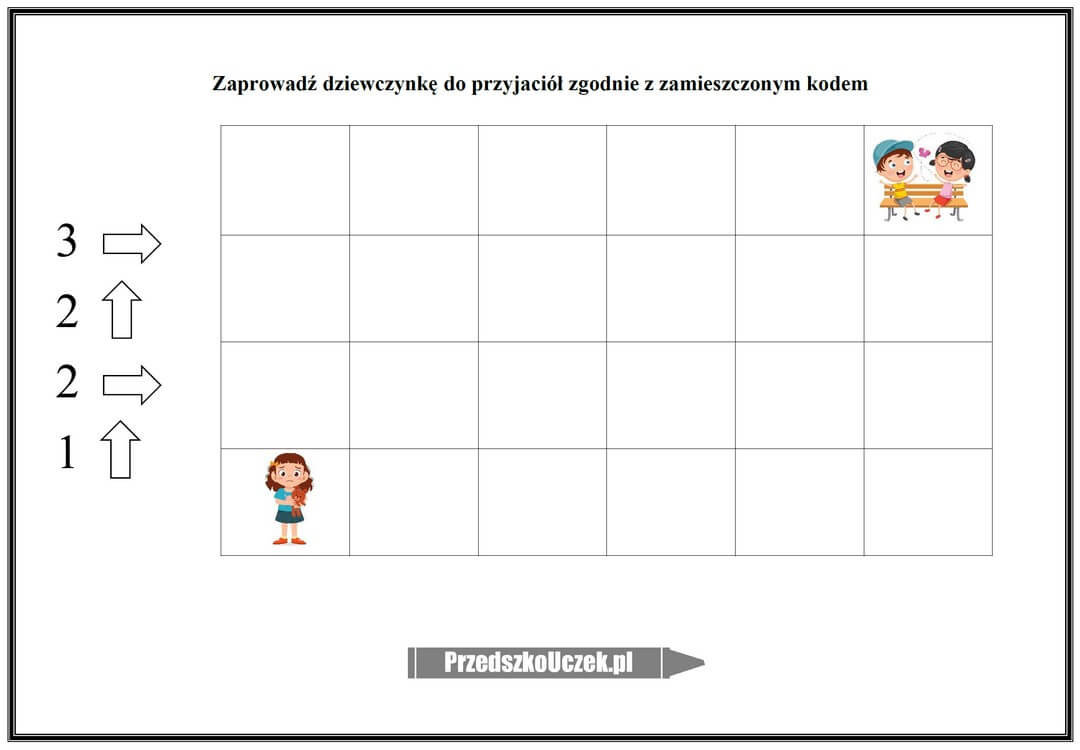 Zaprowadź dziewczynkę do przyjaciół zgodnie z zamieszczonym kodem
3
2
2
1
PrzedszkoUczek.pl